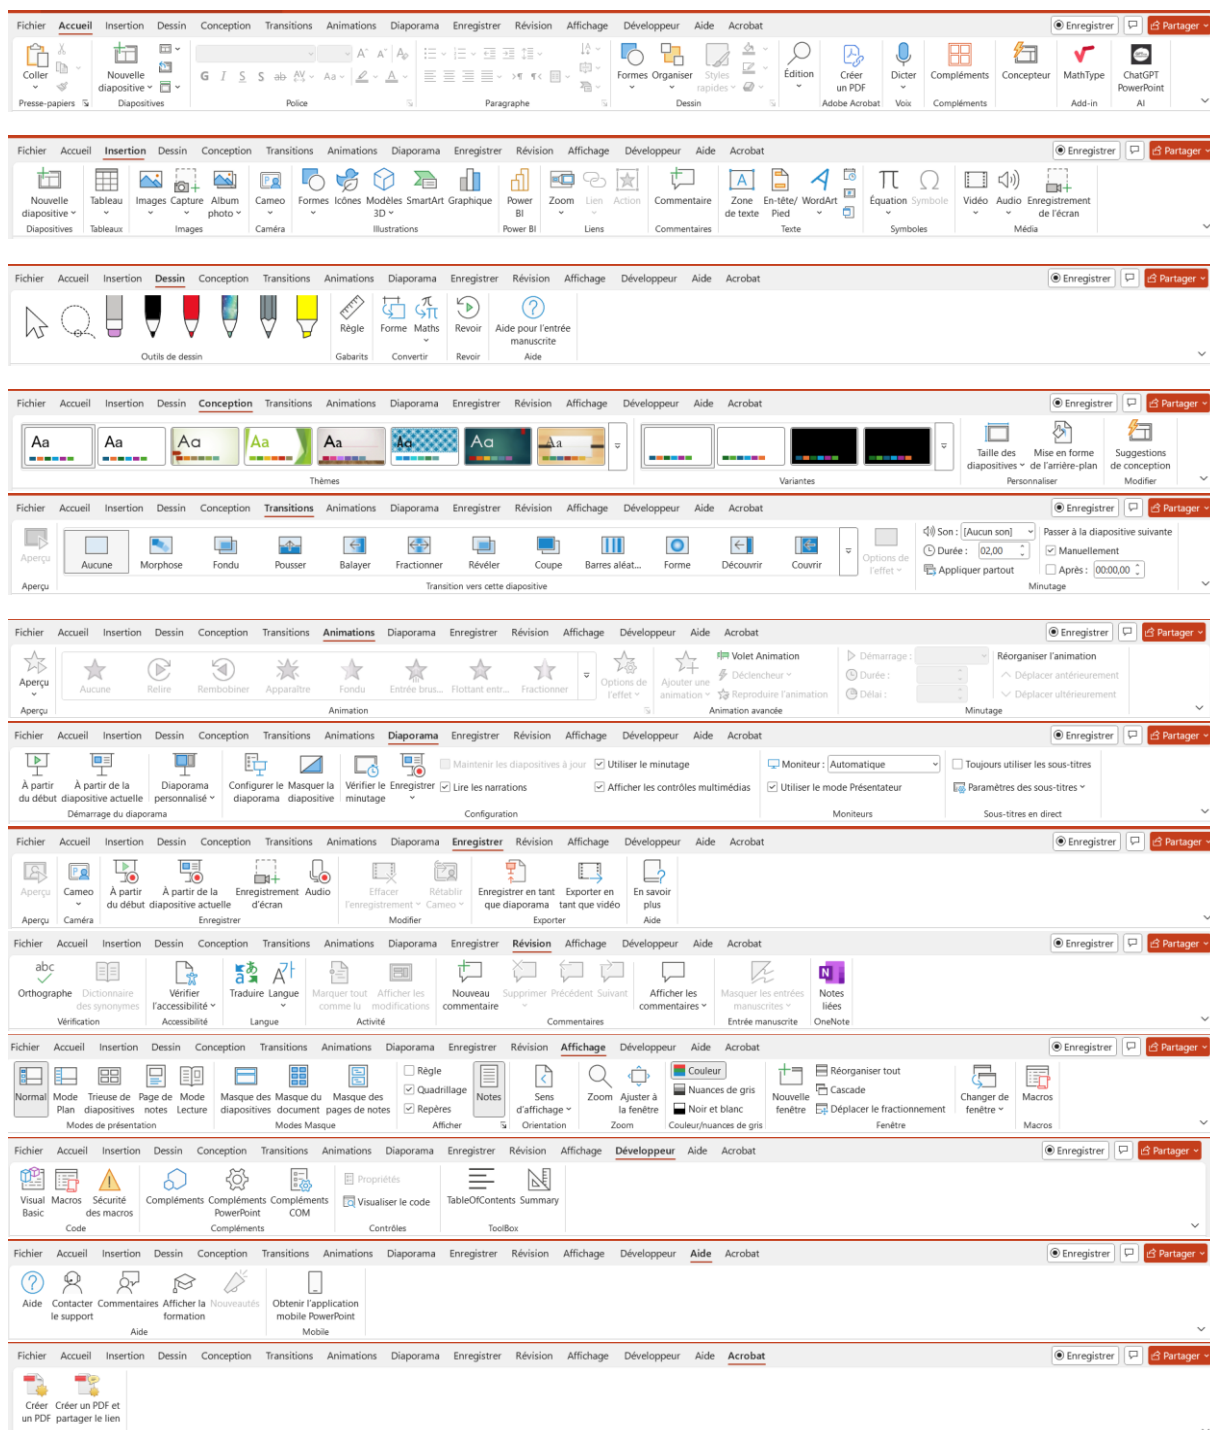 Fichier Accueil Insertion Dessin Conception Transitions Animations Diaporama Enregistrer Révision Affichage Développeur Aide Acrobat Enregistrer Partager
Coller Nouvelle diapositive G I S S ab AV Aa A A A A Formes Organiser Styles rapides Édition Créer un PDF Dicter Compléments Concepteur MathType ChatGPT PowerPoint
Presse-papiers Diapositives Police Paragraphe Dessin Adobe Acrobat Voix Compléments Add-in AI
Fichier Accueil Insertion Dessin Conception Transitions Animations Diaporama Enregistrer Révision Affichage Développeur Aide Acrobat Enregistrer Partager
Nouvelle diapositive Tableau Images Capture Album photo Cameo Formes Icônes Modèles 3D SmartArt Graphique Power BI Zoom Lien Action Commentaire Zone de texte En-tête/ Pied WordArt Équation Symbole Vidéo Audio Enregistrement de l'écran
Diapositives Tableaux Images Caméra Illustrations Power BI Liens Commentaires Texte Symboles Média
Fichier Accueil Insertion Dessin Conception Transitions Animations Diaporama Enregistrer Révision Affichage Développeur Aide Acrobat Enregistrer Partager
Règle Forme Maths Revoir Aide pour l'entrée manuscrite
Outils de dessin Gabarits Convertir Revoir Aide
Fichier Accueil Insertion Dessin Conception Transitions Animations Diaporama Enregistrer Révision Affichage Développeur Aide Acrobat Enregistrer Partager
Aa Aa Aa Aa Aa Aa Aa Aa Taille des diapositives Mise en forme de l'arrière-plan Suggestions de conception
Thèmes Variantes Personnaliser Modifier
Fichier Accueil Insertion Dessin Conception Transitions Animations Diaporama Enregistrer Révision Affichage Développeur Aide Acrobat Enregistrer Partager
Son : [Aucun son] Passer à la diapositive suivante
Durée : 02,00 Manuellement
Aperçu Aucune Morphose Fondu Pousser Balayer Fractionner Révéler Coupe Barres aléat... Forme Découvrir Couvrir Options de l'effet Appliquer partout Après : 00:00,00
Aperçu Transition vers cette diapositive Minutage
Fichier Accueil Insertion Dessin Conception Transitions Animations Diaporama Enregistrer Révision Affichage Développeur Aide Acrobat Enregistrer Partager
Volet Animation Démarrage : Réorganiser l'animation
Aperçu Aucune Relire Rembobiner Apparaître Fondu Entrée brus... Flottant entr... Fractionner Options de l'effet Ajouter une animation Déclencheur Durée : Déplacer antérieurement
Reproduire l'animation Délai : Déplacer ultérieurement
Aperçu Animation Animation avancée Minutage
Fichier Accueil Insertion Dessin Conception Transitions Animations Diaporama Enregistrer Révision Affichage Développeur Aide Acrobat Enregistrer Partager
Maintenir les diapositives à jour Utiliser le minutage Moniteur : Automatique Toujours utiliser les sous-titres
À partir du début À partir de la diapositive actuelle Diaporama personnalisé Configurer le diaporama Masquer la diapositive Vérifier le minutage Enregistrer Lire les narrations Afficher les contrôles multimédias Utiliser le mode Présentateur Paramètres des sous-titres
Démarrage du diaporama Configuration Moniteurs Sous-titres en direct
Fichier Accueil Insertion Dessin Conception Transitions Animations Diaporama Enregistrer Révision Affichage Développeur Aide Acrobat Enregistrer Partager
Aperçu Cameo À partir du début À partir de la diapositive actuelle Enregistrement d'écran Audio Effacer l'enregistrement Rétablir Cameo Enregistrer en tant que diaporama Exporter en tant que vidéo En savoir plus
Aperçu Caméra Enregistrer Modifier Exporter Aide
Fichier Accueil Insertion Dessin Conception Transitions Animations Diaporama Enregistrer Révision Affichage Développeur Aide Acrobat Enregistrer Partager
abc
Orthographe Dictionnaire des synonymes Vérifier l'accessibilité Traduire Langue Marquer tout comme lu Afficher les modifications Nouveau commentaire Supprimer Précédent Suivant Afficher les commentaires Masquer les entrées manuscrites Notes liées
Vérification Accessibilité Langue Activité Commentaires Entrée manuscrite OneNote
Fichier Accueil Insertion Dessin Conception Transitions Animations Diaporama Enregistrer Révision Affichage Développeur Aide Acrobat Enregistrer Partager
Règle Couleur Réorganiser tout
Normal Mode Plan Trieuse de diapositives Page de notes Mode Lecture Masque des diapositives Masque du document Masque des pages de notes Quadrillage Notes Sens d'affichage Zoom Ajuster à la fenêtre Nuances de gris Nouvelle fenêtre Cascade Changer de fenêtre Macros
Repères Noir et blanc Déplacer le fractionnement
Modes de présentation Modes Masque Afficher Orientation Zoom Couleur/nuances de gris Fenêtre Macros
Fichier Accueil Insertion Dessin Conception Transitions Animations Diaporama Enregistrer Révision Affichage Développeur Aide Acrobat Enregistrer Partager
Propriétés
Visual Basic Macros Sécurité des macros Compléments Compléments PowerPoint Compléments COM Visualiser le code TableOfContents Summary
Code Compléments Contrôles ToolBox
Fichier Accueil Insertion Dessin Conception Transitions Animations Diaporama Enregistrer Révision Affichage Développeur Aide Acrobat Enregistrer Partager
Aide Contacter le support Commentaires Afficher la formation Nouveautés Obtenir l'application mobile PowerPoint
Aide Mobile
Fichier Accueil Insertion Dessin Conception Transitions Animations Diaporama Enregistrer Révision Affichage Développeur Aide Acrobat Enregistrer Partager
Créer un PDF Créer un PDF et partager le lien